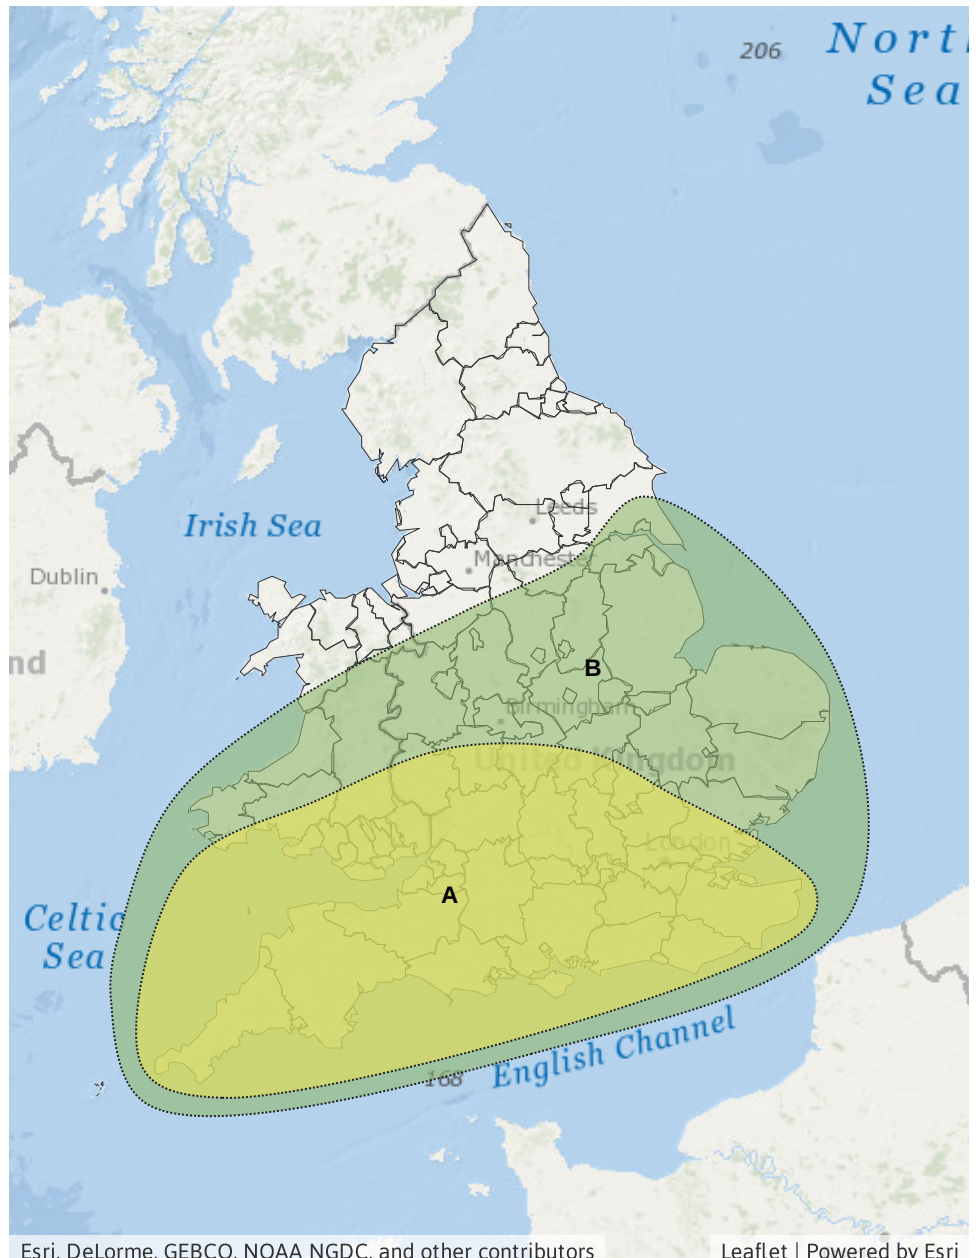 206
North
Sea
Leeds
Irish Sea
Manchester
Dublin
nd
B
Birmingham
United Kingdom
London
A
Celtic
Sea
English Channel
168
Esri, DeLorme, GEBCO, NOAA NGDC, and other contributors
Leaflet | Powered by Esri